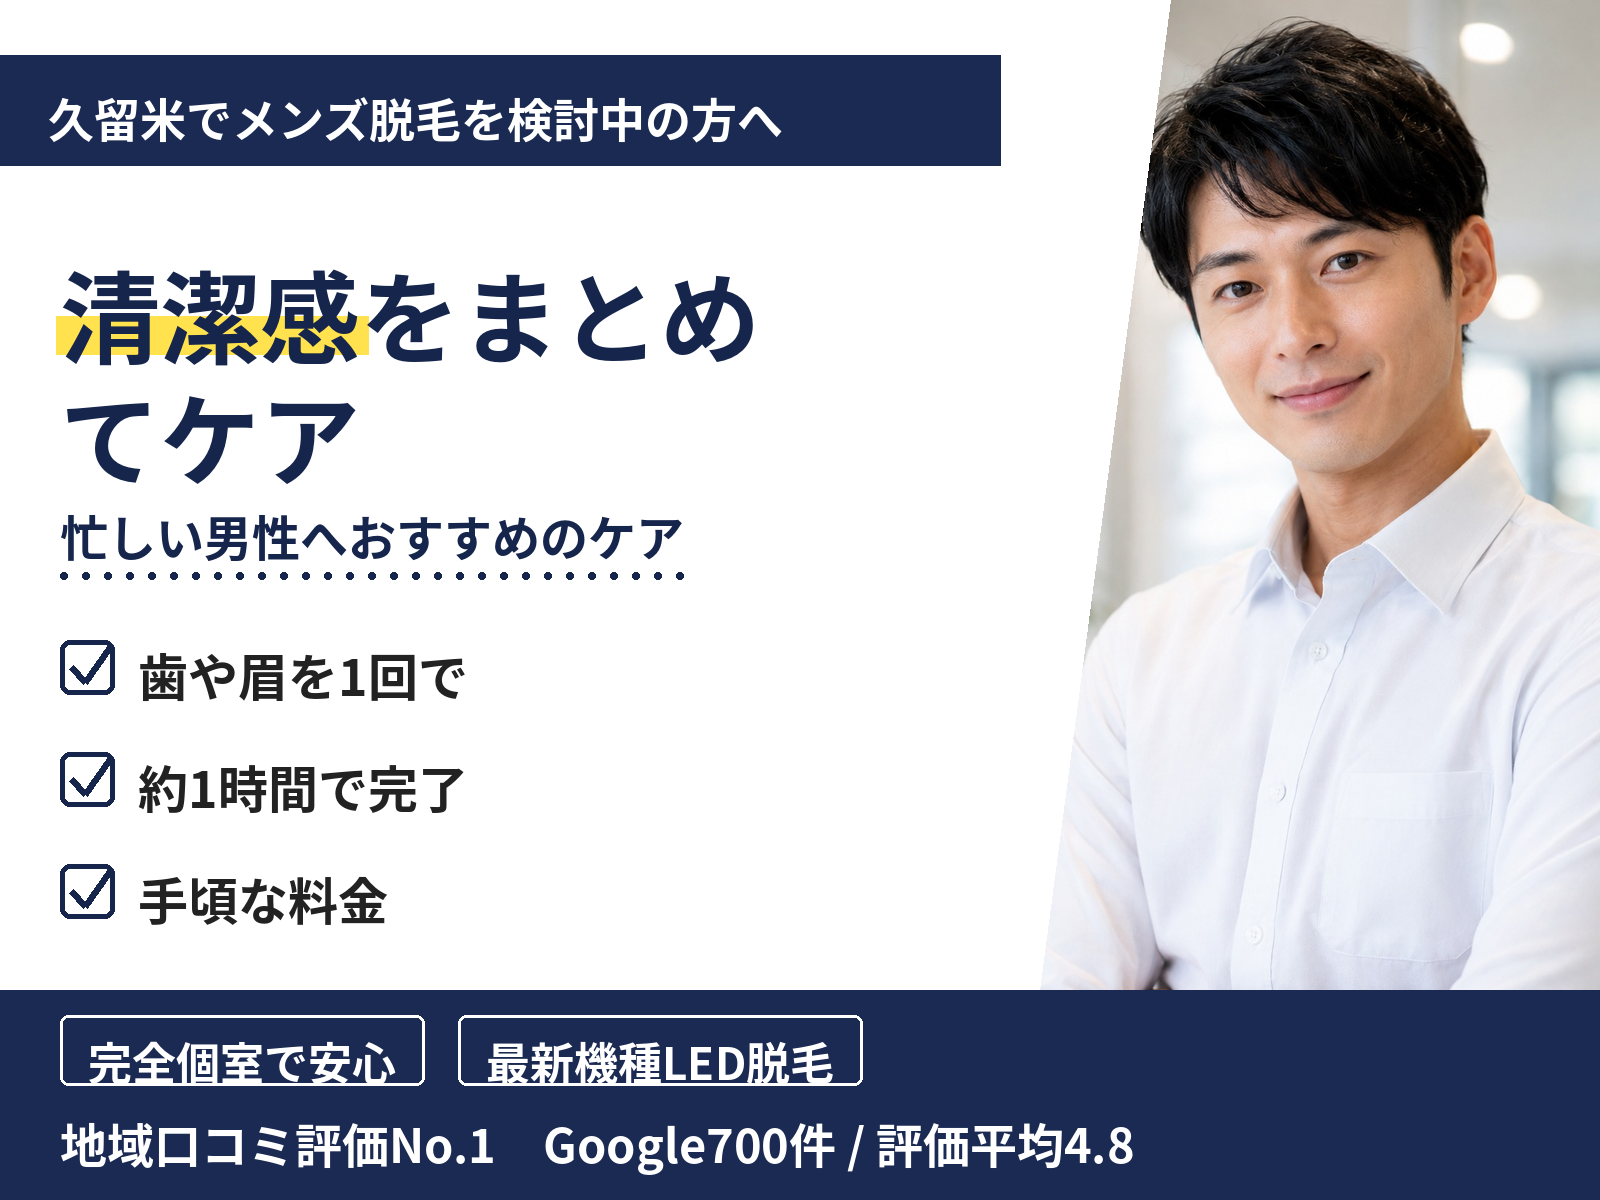 久留米でメンズ脱毛を検討中の方へ
清潔感をまとめ
てケア
忙しい男性へおすすめのケア
歯や眉を1回で
約1時間で完了
手頃な料金
完全個室で安心
最新機種LED脱毛
地域口コミ評価No.1 Google700件 / 評価平均4.8